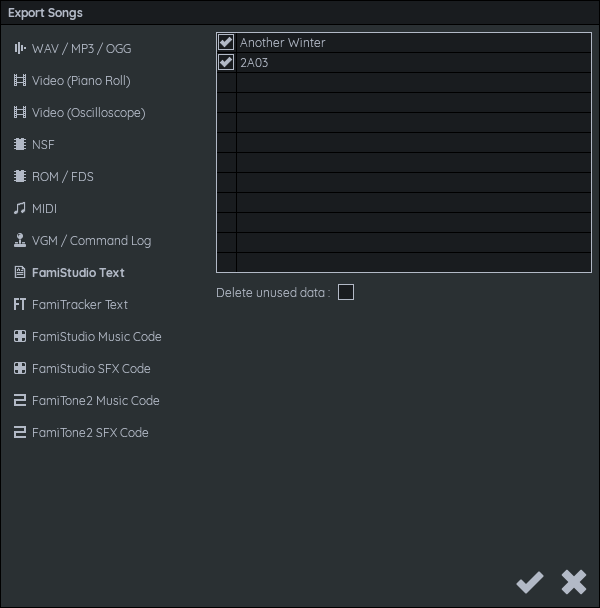 Export Songs
WAV / MP3 / OGG
Video (Piano Roll)
Video (Oscilloscope)
NSF
ROM / FDS
MIDI
VGM / Command Log
FamiStudio Text
FT FamiTracker Text
FamiStudio Music Code
FamiStudio SFX Code
FamiTone2 Music Code
FamiTone2 SFX Code
Another Winter
2A03
Delete unused data :